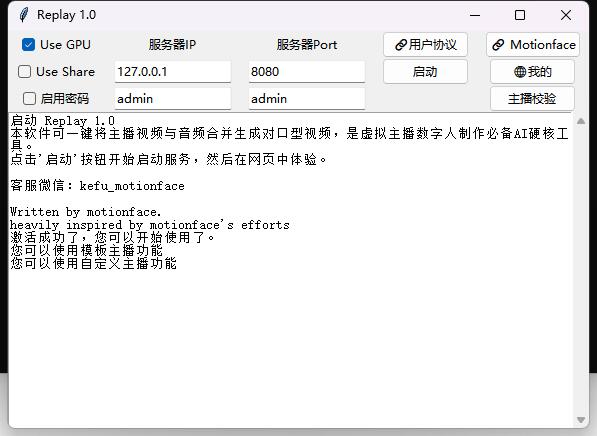 Replay 1.0
Use GPU 服务器IP 服务器Port 用户协议 Motionface
Use Share 127.0.0.1 8080 启动 我的
启用密码 admin admin 主播校验
启动 Replay 1.0
本软件可一键将主播视频与音频合并生成对口型视频，是虚拟主播数字人制作必备AI硬核工
具。
点击'启动'按钮开始启动服务，然后在网页中体验。
客服微信：kefu_motionface
Written by motionface.
heavily inspired by motionface's efforts
激活成功了，您可以开始使用了。
您可以使用模板主播功能
您可以使用自定义主播功能